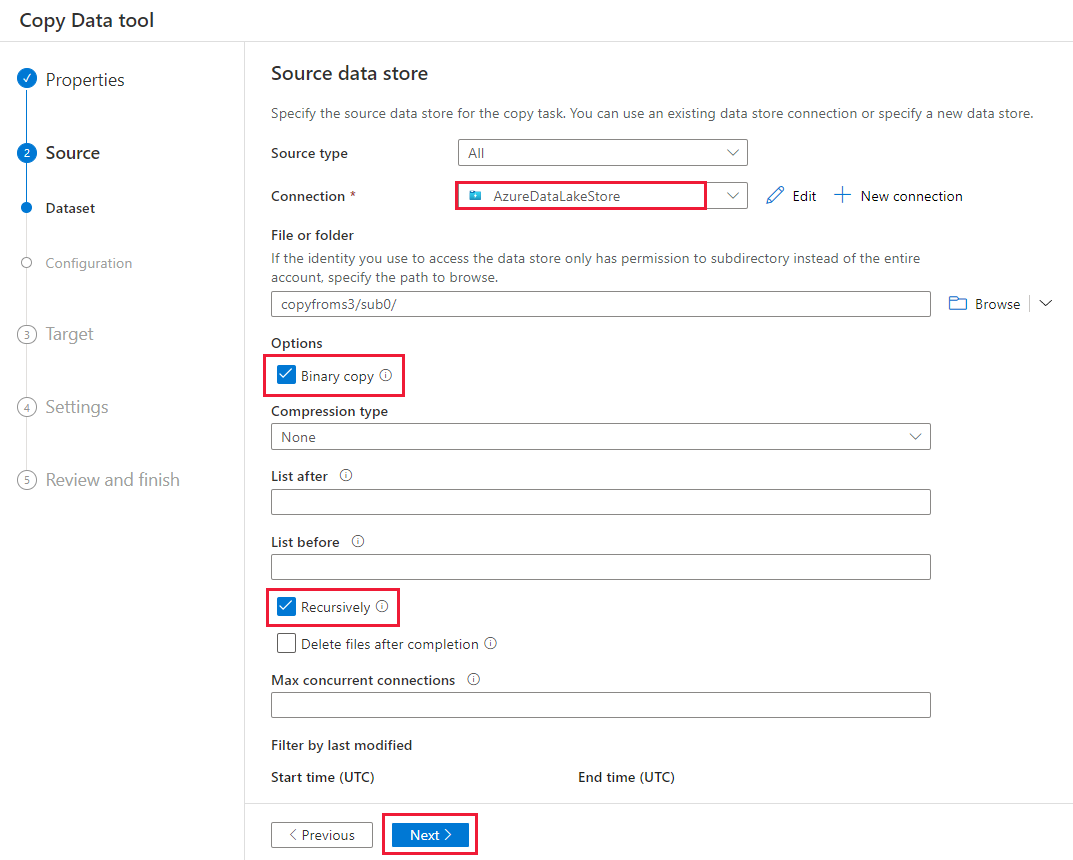 Copy Data tool
Properties
2 Source
Dataset
Configuration
3 Target
4 Settings
5 Review and finish
Source data store
Specify the source data store for the copy task. You can use an existing data store connection or specify a new data store.
Source type All
Connection * AzureDataLakeStore Edit New connection
File or folder
If the identity you use to access the data store only has permission to subdirectory instead of the entire
account, specify the path to browse.
copyfroms3/sub0/ Browse
Options
Binary copy
Compression type
None
List after
List before
Recursively
Delete files after completion
Max concurrent connections
Filter by last modified
Start time (UTC) End time (UTC)
< Previous Next >